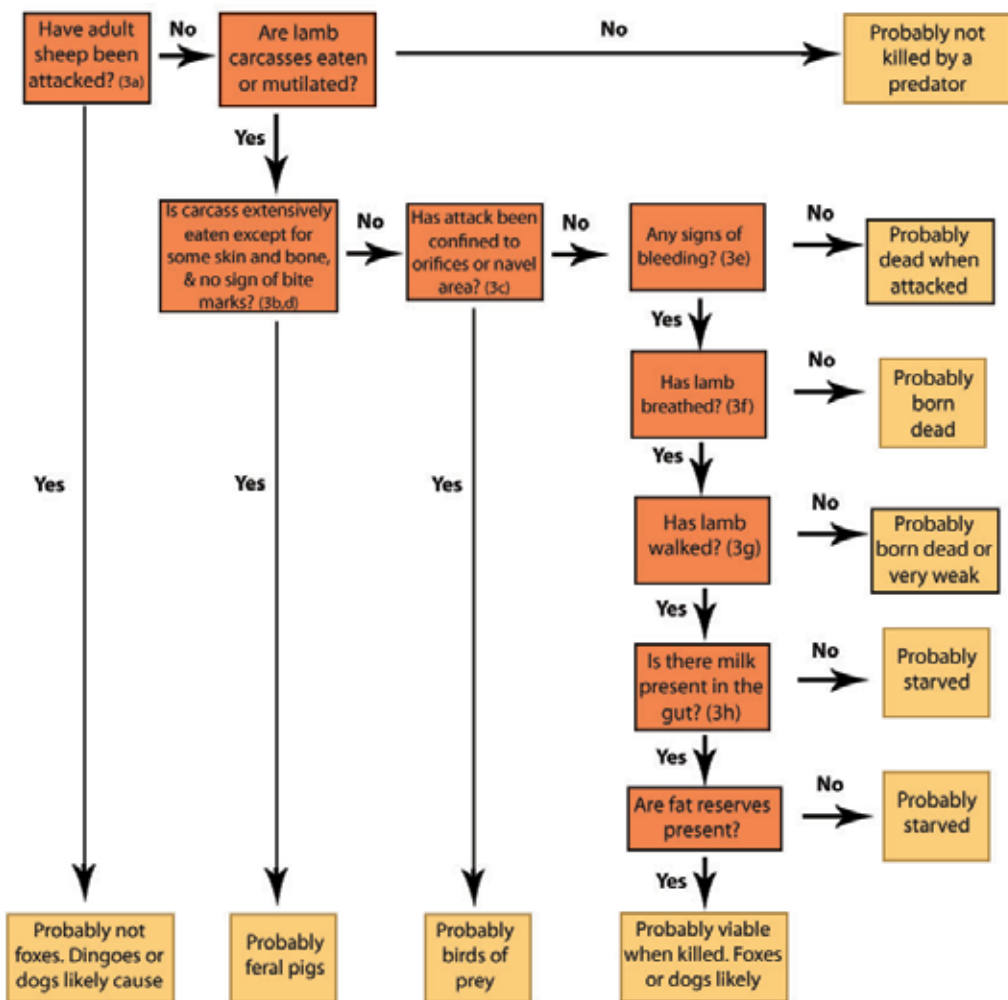 Have adult
sheep been
attacked? (3a)
No
Are lamb
carcasses eaten
or mutilated?
No
Probably not
killed by a
predator
Yes
Is carcass extensively
eaten except for
some skin and bone,
& no sign of bite
marks? (3b,d)
No
Has attack been
confined to
orifices or navel
area? (3c)
No
Any signs of
bleeding? (3e)
No
Probably
dead when
attacked
Yes
Has lamb
breathed? (3f)
No
Probably
born
dead
Yes
Yes
Yes
Yes
Has lamb
walked? (3g)
No
Probably
born dead or
very weak
Yes
Is there milk
present in the
gut? (3h)
No
Probably
starved
Yes
Are fat reserves
present?
No
Probably
starved
Yes
Probably not
foxes. Dingoes or
dogs likely cause
Probably
feral pigs
Probably
birds of
prey
Probably viable
when killed. Foxes
or dogs likely